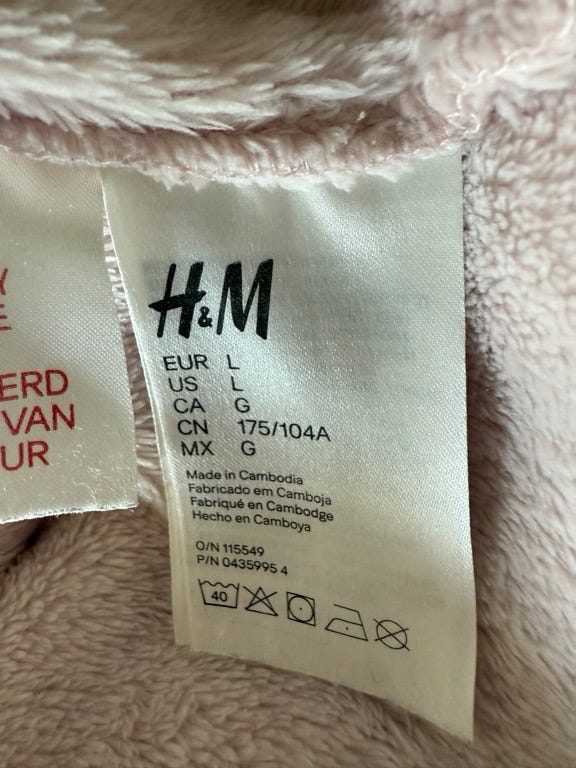 ERD
VAN
UR
H&M
EUR L
US L
CA G
CN 175/104A
MX G
Made in Cambodia
Fabricado em Camboja
Fabriqué en Cambodge
Hecho en Camboya
O/N 115549
P/N 0435995 4
40